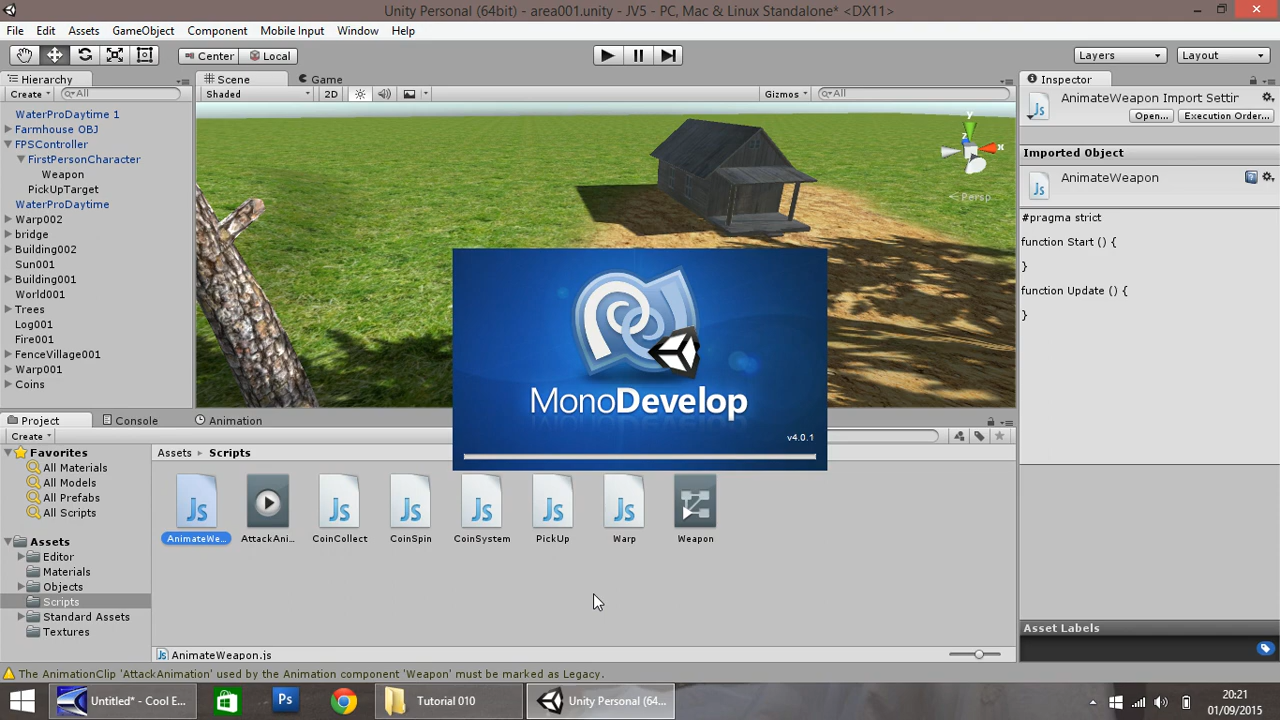 Unity Personal (64bit) - area001.unity - JV5 - PC, Mac & Linux Standalone* <DX11>
File Edit Assets GameObject Component Mobile Input Window Help
Center Local Layers Layout
Hierarchy
Create All
WaterProDaytime 1
Farmhouse OBJ
FPSController
FirstPersonCharacter
Weapon
PickUpTarget
WaterProDaytime
Warp002
bridge
Building002
Sun001
Building001
World001
Trees
Log001
Fire001
FenceVillage001
Warp001
Coins
Scene Game
Shaded 2D Gizmos All
y
z
x
Persp
MonoDevelop
v4.0.1
Inspector
AnimateWeapon Import Settir
Open... Execution Order...
Imported Object
AnimateWeapon
#pragma strict
function Start () {
}
function Update () {
}
Asset Labels
Project Console Animation
Create
Favorites
All Materials
All Models
All Prefabs
All Scripts
Assets
Editor
Materials
Objects
Scripts
Standard Assets
Textures
Assets Scripts
Js Js Js Js Js Js
AnimateWe... AttackAni... CoinCollect CoinSpin CoinSystem PickUp Warp Weapon
AnimateWeapon.js
The AnimationClip 'AttackAnimation' used by the Animation component 'Weapon' must be marked as Legacy.
Untitled* - Cool E... Ps Tutorial 010 Unity Personal (64...
20:21
01/09/2015